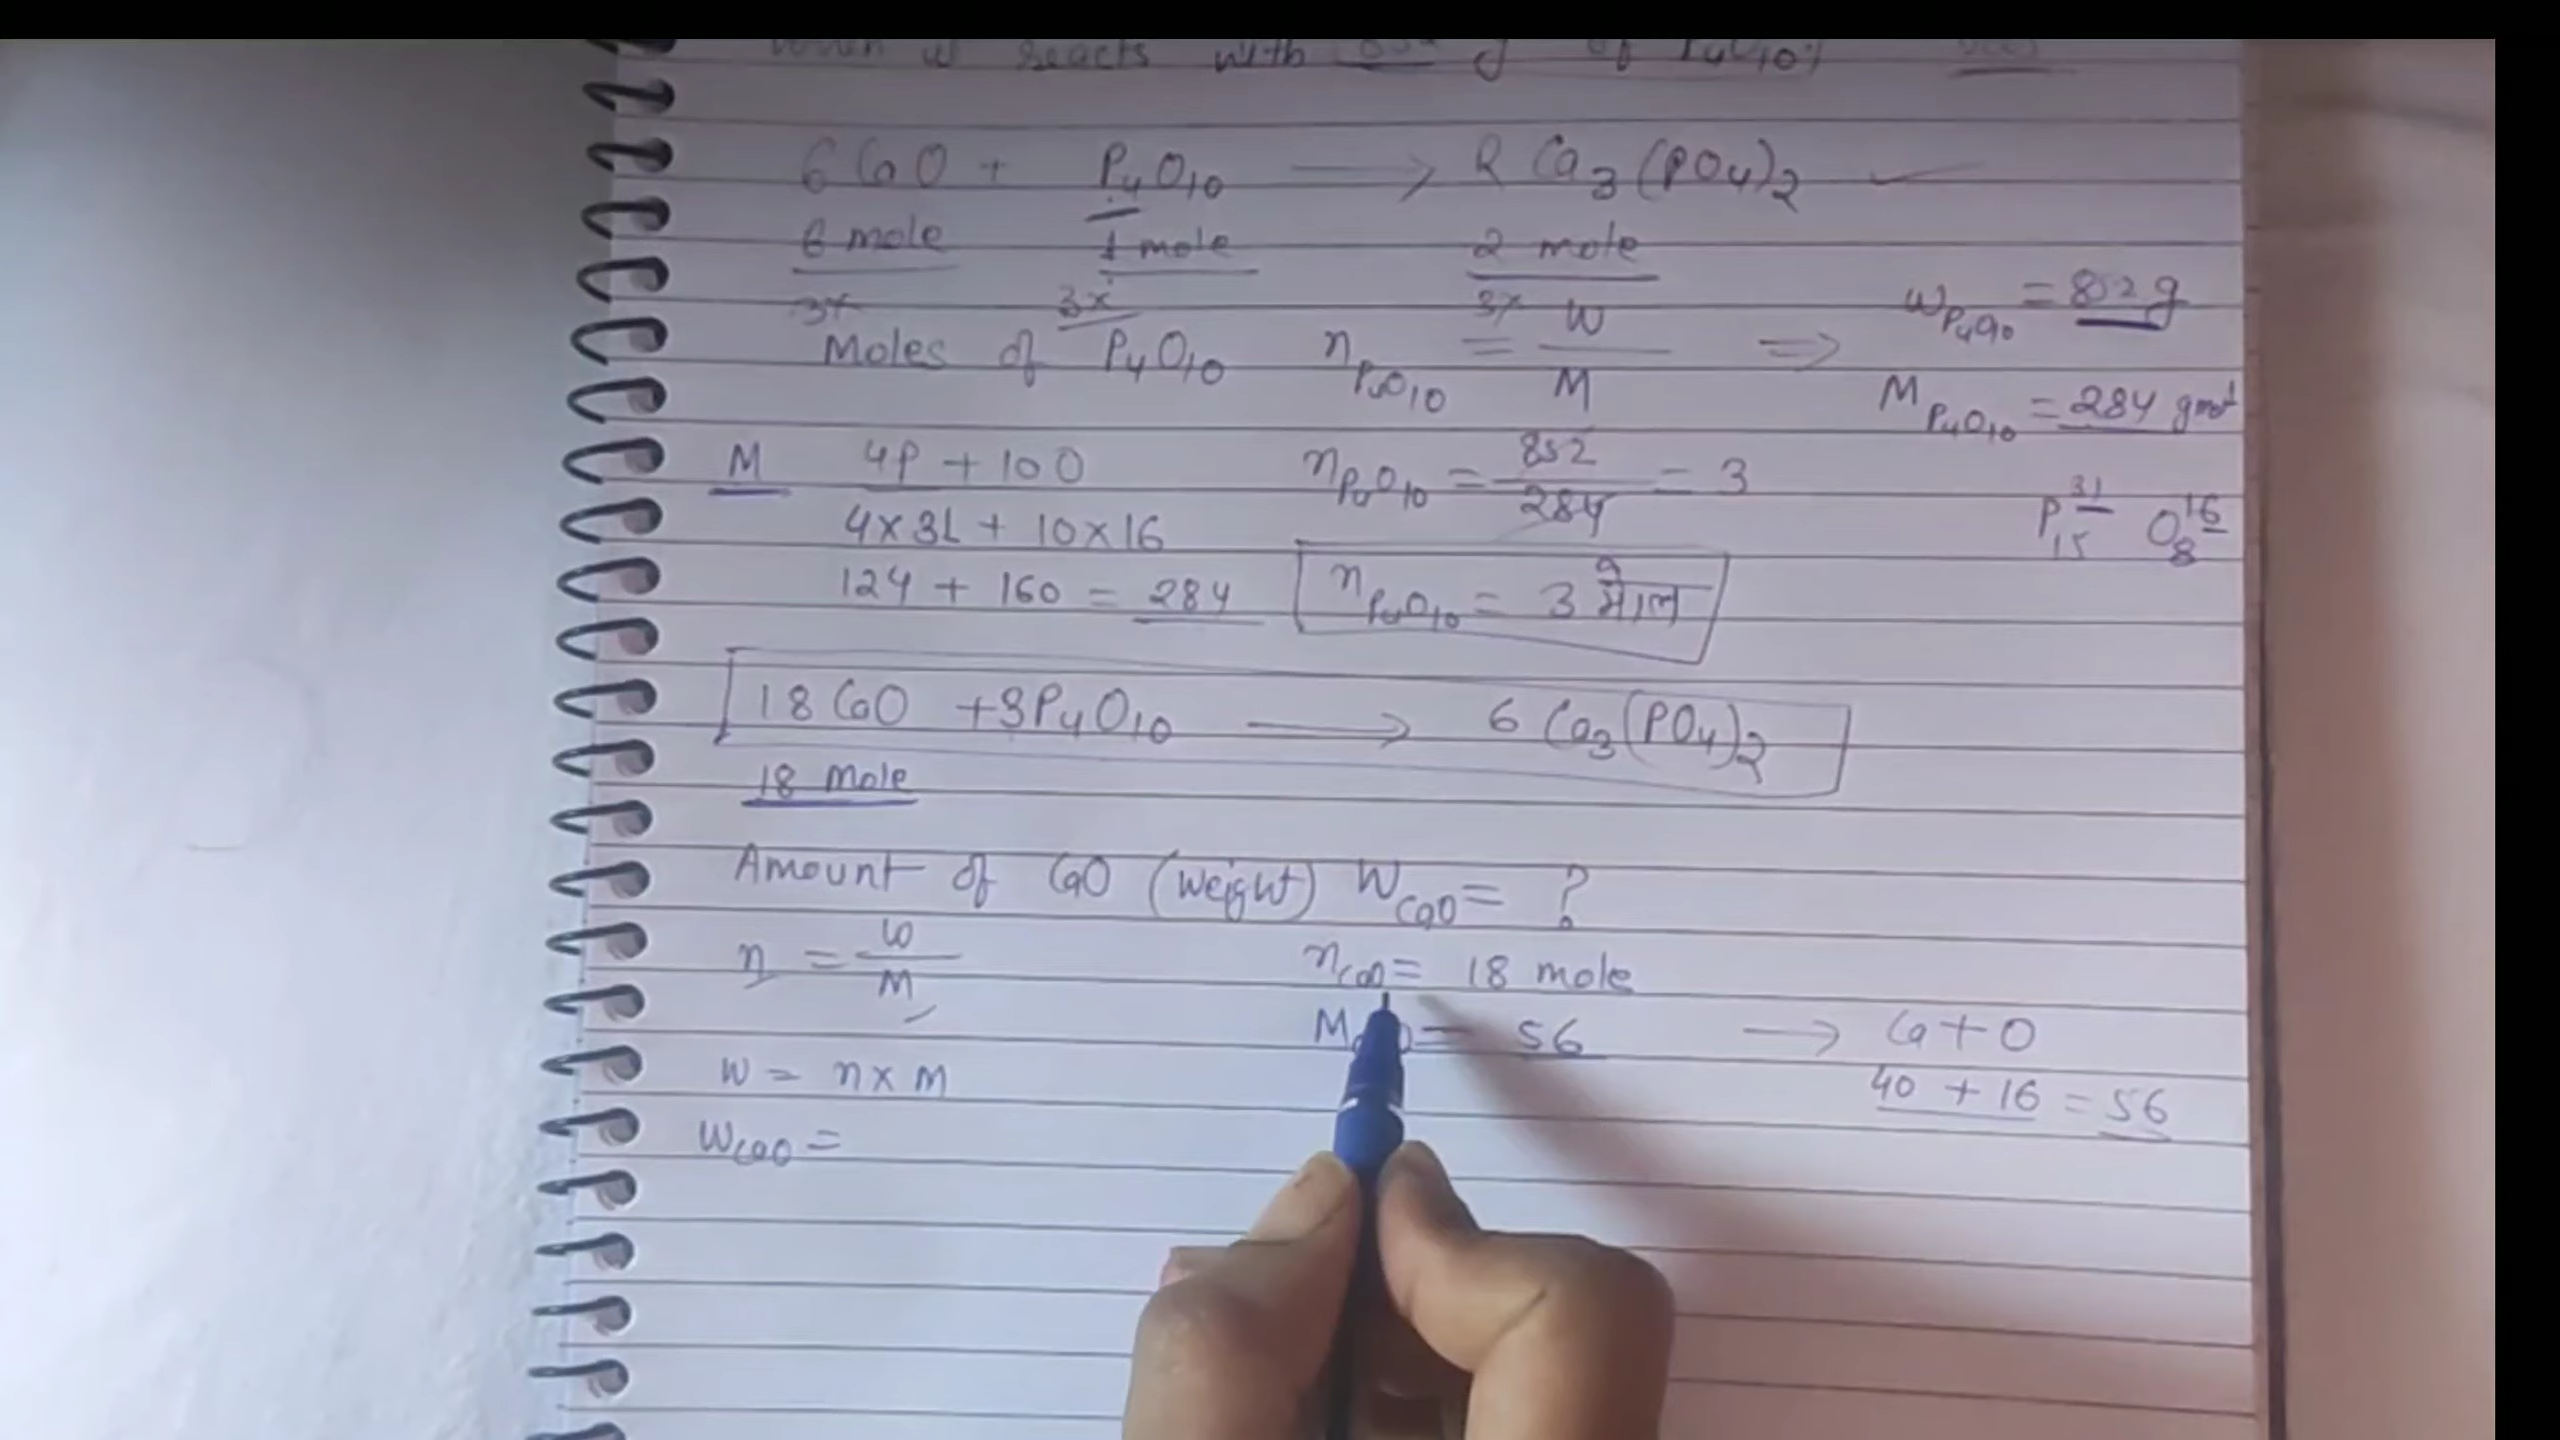 reacts with g of P4O10?
6 CaO + P4O10 → 2 Ca3(PO4)2
6 mole 1 mole 2 mole
3x 3x 3x
Moles of P4O10 nP4O10 = W/M ⇒ wP4O10 = 852 g
MP4O10 = 284 gmol
M 4P + 10 O nP4O10 = 852/284 = 3
4 x 31 + 10 x 16 P 31 15 O 16 8
124 + 160 = 284 nP4O10 = 3 मोल
18 CaO + 3P4O10 → 6 Ca3(PO4)2
18 Mole
Amount of CaO (weight) WCaO = ?
n = w/M nCaO = 18 mole
M = 56 → Ca + O
W = n x M 40 + 16 = 56
WCaO =